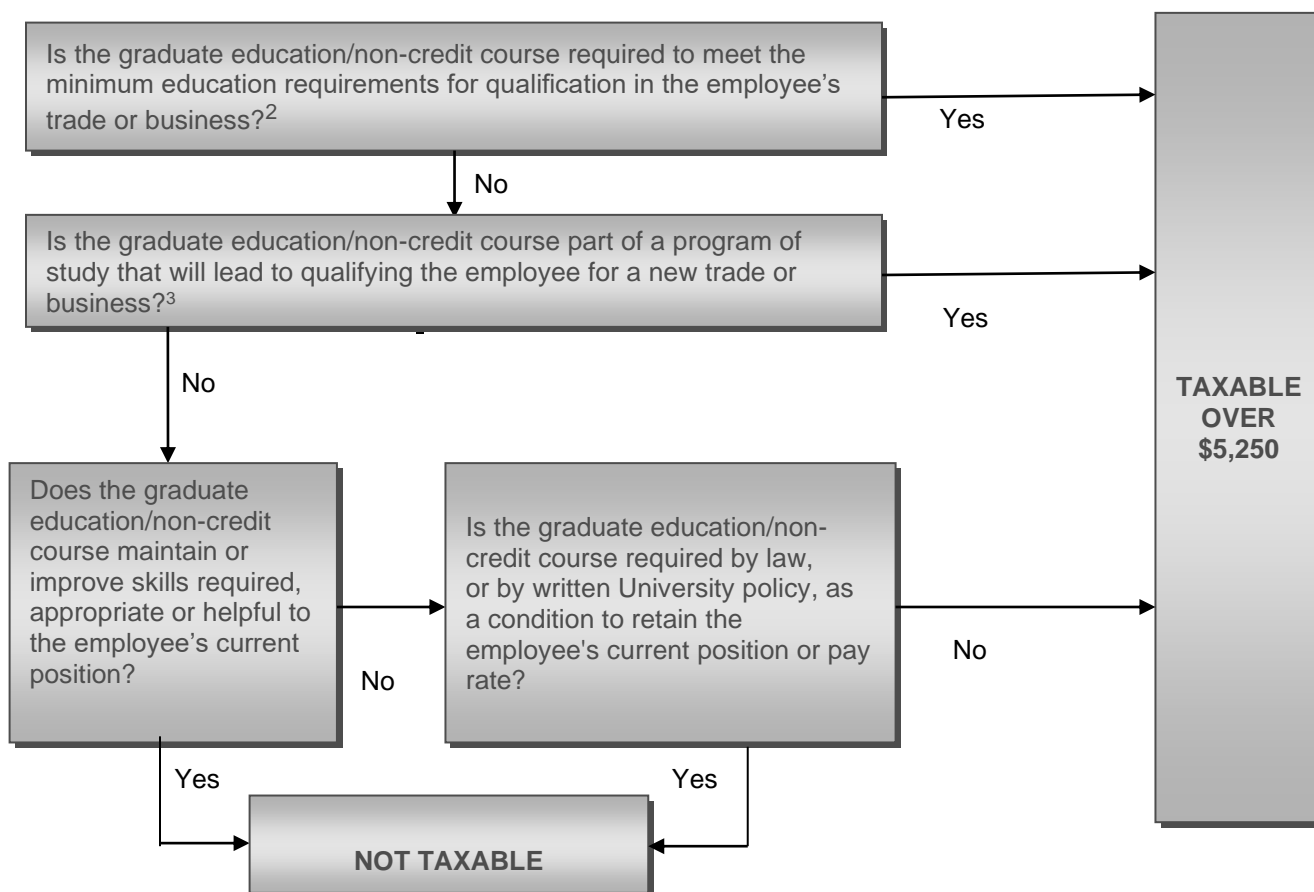 Is the graduate education/non-credit course required to meet the
minimum education requirements for qualification in the employee’s
trade or business?²
Yes
No
Is the graduate education/non-credit course part of a program of
study that will lead to qualifying the employee for a new trade or
business?³
Yes
No
TAXABLE
OVER
$5,250
Does the graduate
education/non-credit
course maintain or
improve skills required,
appropriate or helpful to
the employee’s current
position?
No
Is the graduate education/non-
credit course required by law,
or by written University policy, as
a condition to retain the
employee's current position or pay
rate?
No
Yes
Yes
NOT TAXABLE